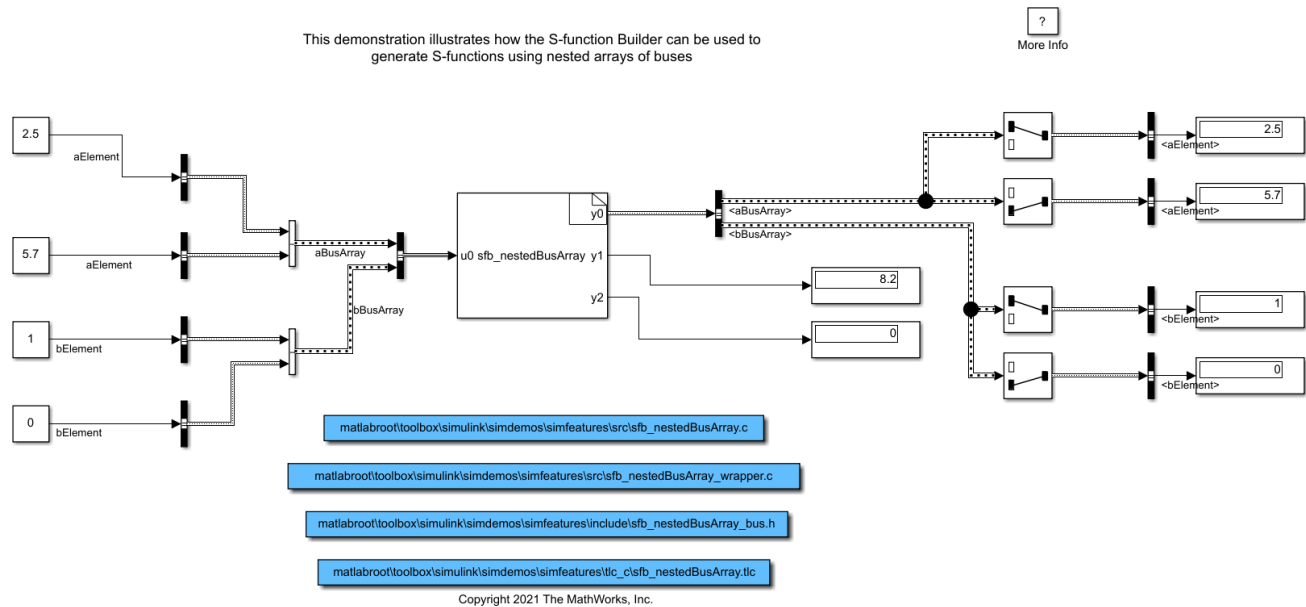 ?
More Info
This demonstration illustrates how the S-function Builder can be used to
generate S-functions using nested arrays of buses
2.5
aElement
5.7
aElement
1
bElement
0
bElement
aBusArray
bBusArray
u0 sfb_nestedBusArray y1
y0
y2
<aBusArray>
<bBusArray>
8.2
0
<aElement>
2.5
<aElement>
5.7
<bElement>
1
<bElement>
0
matlabroot\toolbox\simulink\simdemos\simfeatures\src\sfb_nestedBusArray.c
matlabroot\toolbox\simulink\simdemos\simfeatures\src\sfb_nestedBusArray_wrapper.c
matlabroot\toolbox\simulink\simdemos\simfeatures\include\sfb_nestedBusArray_bus.h
matlabroot\toolbox\simulink\simdemos\simfeatures\tlc_c\sfb_nestedBusArray.tlc
Copyright 2021 The MathWorks, Inc.